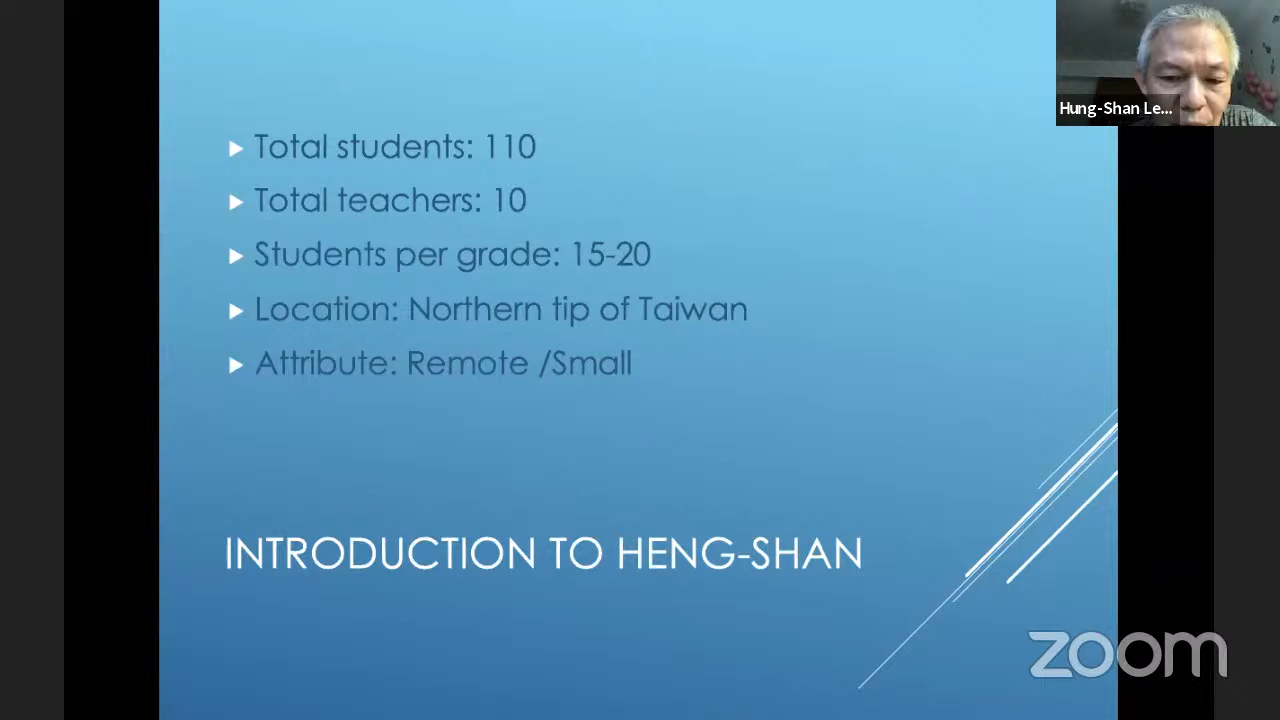 Hung-Shan Le...
Total students: 110
Total teachers: 10
Students per grade: 15-20
Location: Northern tip of Taiwan
Attribute: Remote /Small
INTRODUCTION TO HENG-SHAN
zoom